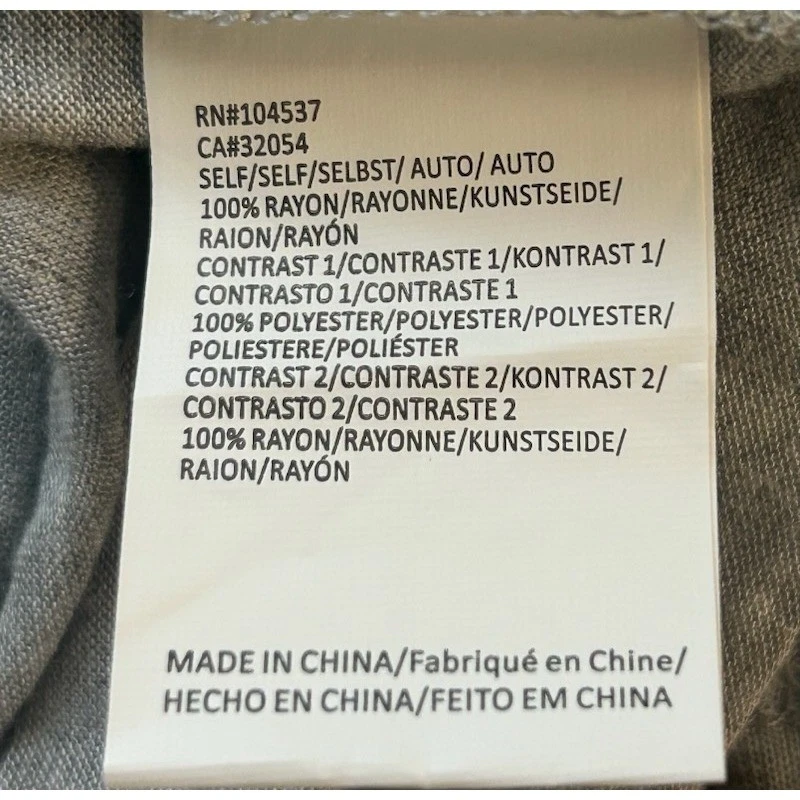 RN#104537
CA#32054
SELF/SELF/SELBST/ AUTO/ AUTO
100% RAYON/RAYONNE/KUNSTSEIDE/
RAION/RAYÓN
CONTRAST 1/CONTRASTE 1/KONTRAST 1/
CONTRASTO 1/CONTRASTE 1
100% POLYESTER/POLYESTER/POLYESTER/
POLIESTERE/POLIÉSTER
CONTRAST 2/CONTRASTE 2/KONTRAST 2/
CONTRASTO 2/CONTRASTE 2
100% RAYON/RAYONNE/KUNSTSEIDE/
RAION/RAYÓN
MADE IN CHINA/Fabriqué en Chine/
HECHO EN CHINA/FEITO EM CHINA